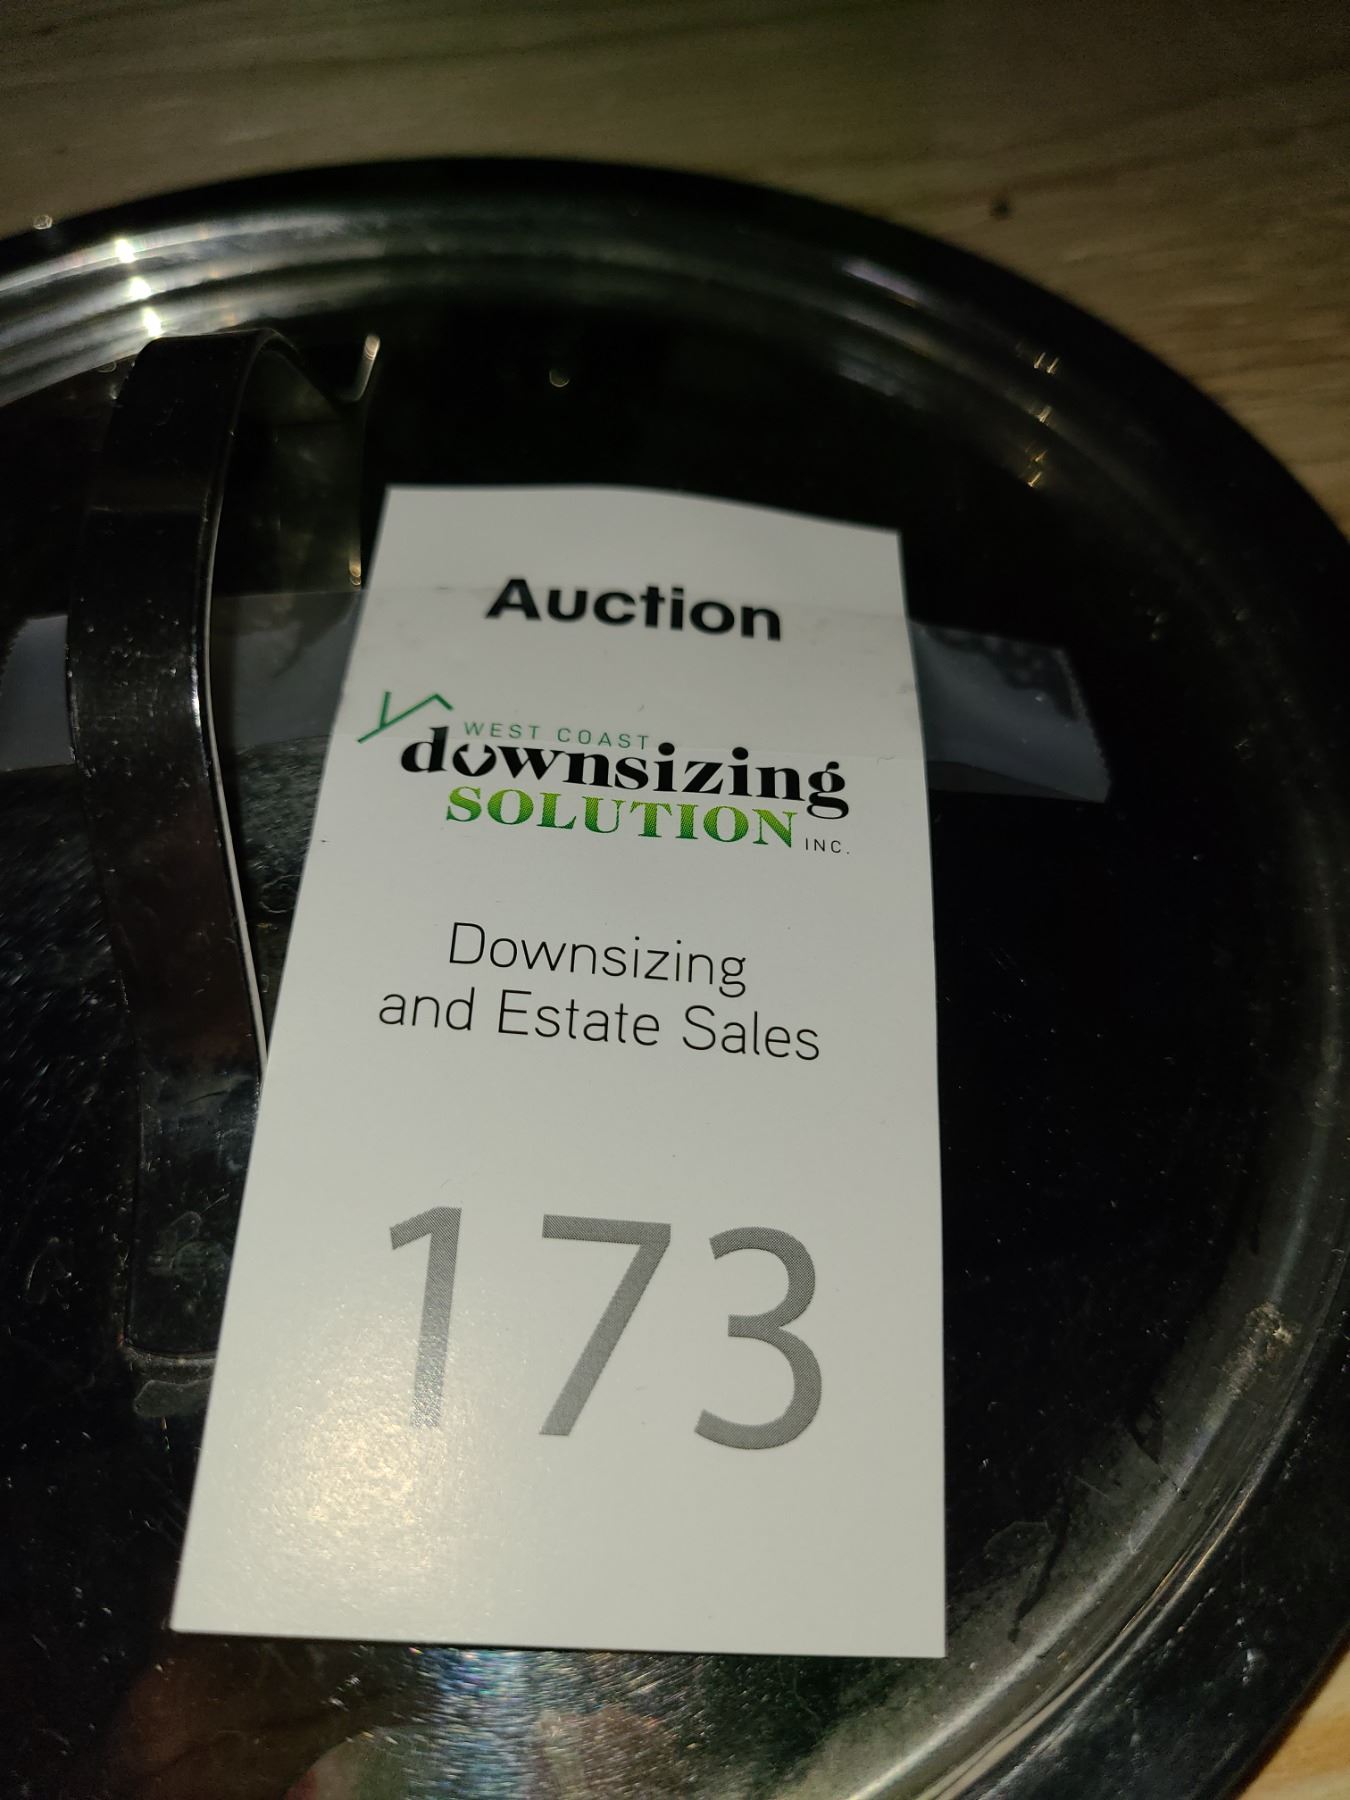 Auction
WEST COAST
downsizing
SOLUTION INC.
Downsizing
and Estate Sales
173